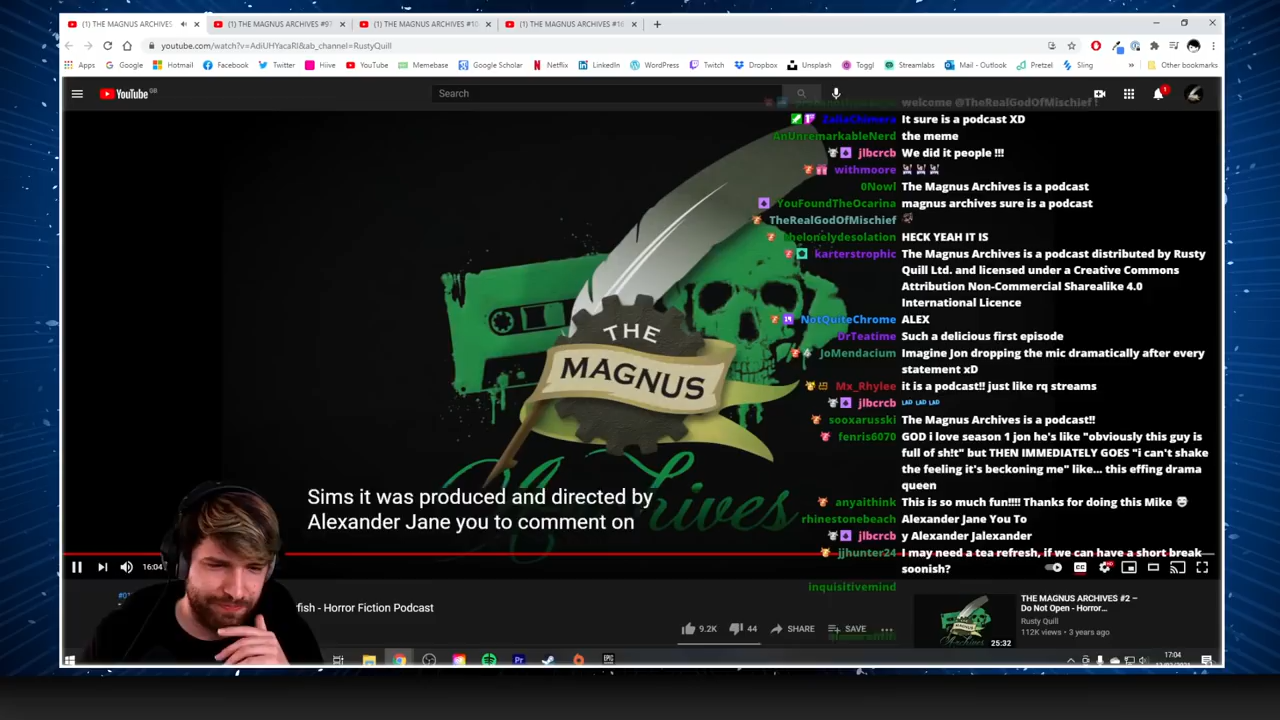 (1) THE MAGNUS ARCHIVES
(1) THE MAGNUS ARCHIVES #9
(1) THE MAGNUS ARCHIVES #10
(1) THE MAGNUS ARCHIVES #16
youtube.com/watch?v=AdiUHYacaRI&ab_channel=RustyQuill
Apps Google Hotmail Facebook Twitter Hive YouTube Memebase Google Scholar Netflix LinkedIn WordPress Twitch Dropbox Unsplash Toggl Streamlabs Mail - Outlook Pretzel Sling » Other bookmarks
YouTube GB
Search
1
welcome @TheRealGodOfMischief !
ZallaChimera It sure is a podcast XD
AnUnremarkableNerd the meme
jlbcrcb We did it people !!!
withmoore
0Nowl The Magnus Archives is a podcast
YouFoundTheOcarina magnus archives sure is a podcast
TheRealGodOfMischief
thelonelydesolation HECK YEAH IT IS
karterstrophic The Magnus Archives is a podcast distributed by Rusty
Quill Ltd. and licensed under a Creative Commons
Attribution Non-Commercial Sharealike 4.0
International Licence
NotQuiteChrome ALEX
DrTeatime Such a delicious first episode
JoMendacium Imagine Jon dropping the mic dramatically after every
statement xD
Mx_Rhylee it is a podcast!! just like rq streams
jlbcrcb LAD LAD LAD
sooxarusski The Magnus Archives is a podcast!!
fenris6070 GOD i love season 1 jon he's like "obviously this guy is
full of sh!t" but THEN IMMEDIATELY GOES "i can't shake
the feeling it's beckoning me" like... this effing drama
queen
anyaithink This is so much fun!!!! Thanks for doing this Mike
rhinestonebeach Alexander Jane You To
jlbcrcb y Alexander Jalexander
jjhunter24 I may need a tea refresh, if we can have a short break
soonish?
inquisitivemind
THE
MAGNUS
Archives
Sims it was produced and directed by
Alexander Jane you to comment on
16:04
CC
fish - Horror Fiction Podcast
9.2K 44 SHARE SAVE
THE MAGNUS ARCHIVES #2 –
Do Not Open - Horror...
Rusty Quill
112K views • 3 years ago
25:32
Pr
EPIC
17:04